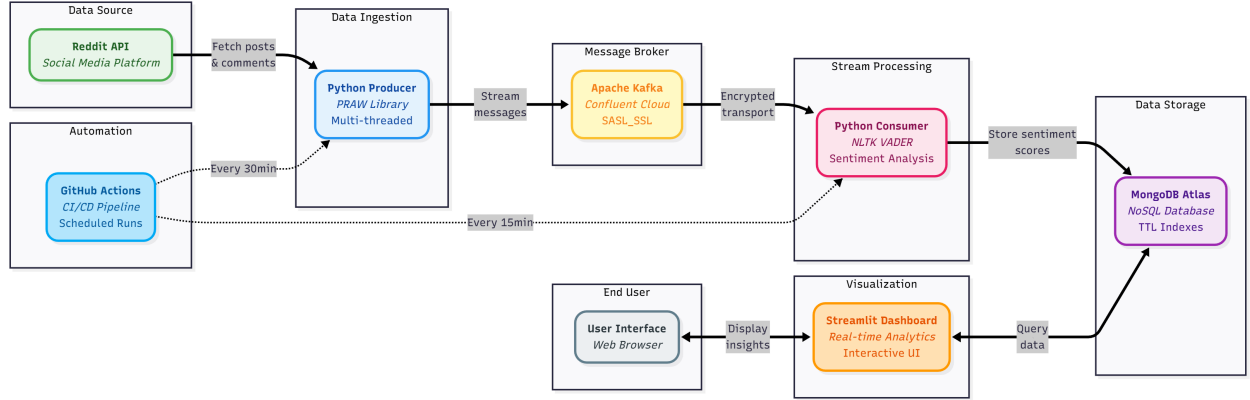 Data Source
Reddit API
Social Media Platform
Fetch posts
& comments
Data Ingestion
Python Producer
PRAW Library
Multi-threaded
Stream
messages
Message Broker
Apache Kafka
Confluent Cloud
SASL_SSL
Encrypted
transport
Stream Processing
Python Consumer
NLTK VADER
Sentiment Analysis
Store sentiment
scores
Data Storage
MongoDB Atlas
NoSQL Database
TTL Indexes
Automation
GitHub Actions
CI/CD Pipeline
Scheduled Runs
Every 30min
Every 15min
End User
User Interface
Web Browser
Display
insights
Visualization
Streamlit Dashboard
Real-time Analytics
Interactive UI
Query
data